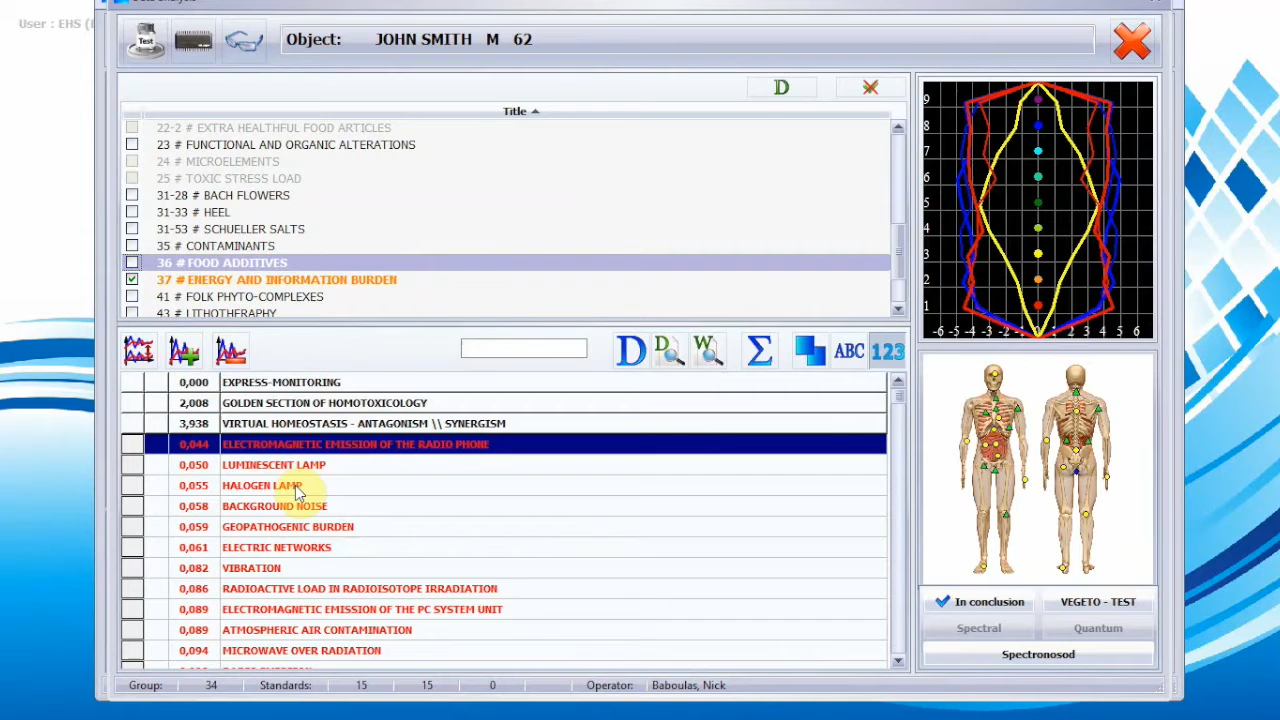 User : EHS (
Test
Object: JOHN SMITH M 62
D
Title
22-2 # EXTRA HEALTHFUL FOOD ARTICLES
23 # FUNCTIONAL AND ORGANIC ALTERATIONS
24 # MICROELEMENTS
25 # TOXIC STRESS LOAD
31-28 # BACH FLOWERS
31-33 # HEEL
31-53 # SCHUELLER SALTS
35 # CONTAMINANTS
36 # FOOD ADDITIVES
37 # ENERGY AND INFORMATION BURDEN
41 # FOLK PHYTO-COMPLEXES
43 # LITHOTHERAPY
D D W Σ ABC 123
0,000 EXPRESS-MONITORING
2,008 GOLDEN SECTION OF HOMOTOXICOLOGY
3,938 VIRTUAL HOMEOSTASIS - ANTAGONISM \\ SYNERGISM
0,044 ELECTROMAGNETIC EMISSION OF THE RADIO PHONE
0,050 LUMINESCENT LAMP
0,055 HALOGEN LAMP
0,058 BACKGROUND NOISE
0,059 GEOPATHOGENIC BURDEN
0,061 ELECTRIC NETWORKS
0,082 VIBRATION
0,086 RADIOACTIVE LOAD IN RADIOISOTOPE IRRADIATION
0,089 ELECTROMAGNETIC EMISSION OF THE PC SYSTEM UNIT
0,089 ATMOSPHERIC AIR CONTAMINATION
0,094 MICROWAVE OVER RADIATION
Group: 34 Standards: 15 15 0 Operator: Baboulas, Nick
9
8
7
6
5
4
3
2
1
-6 -5 -4 -3 -2 -1 0 1 2 3 4 5 6
In conclusion VEGETO - TEST
Spectral Quantum
Spectronosod